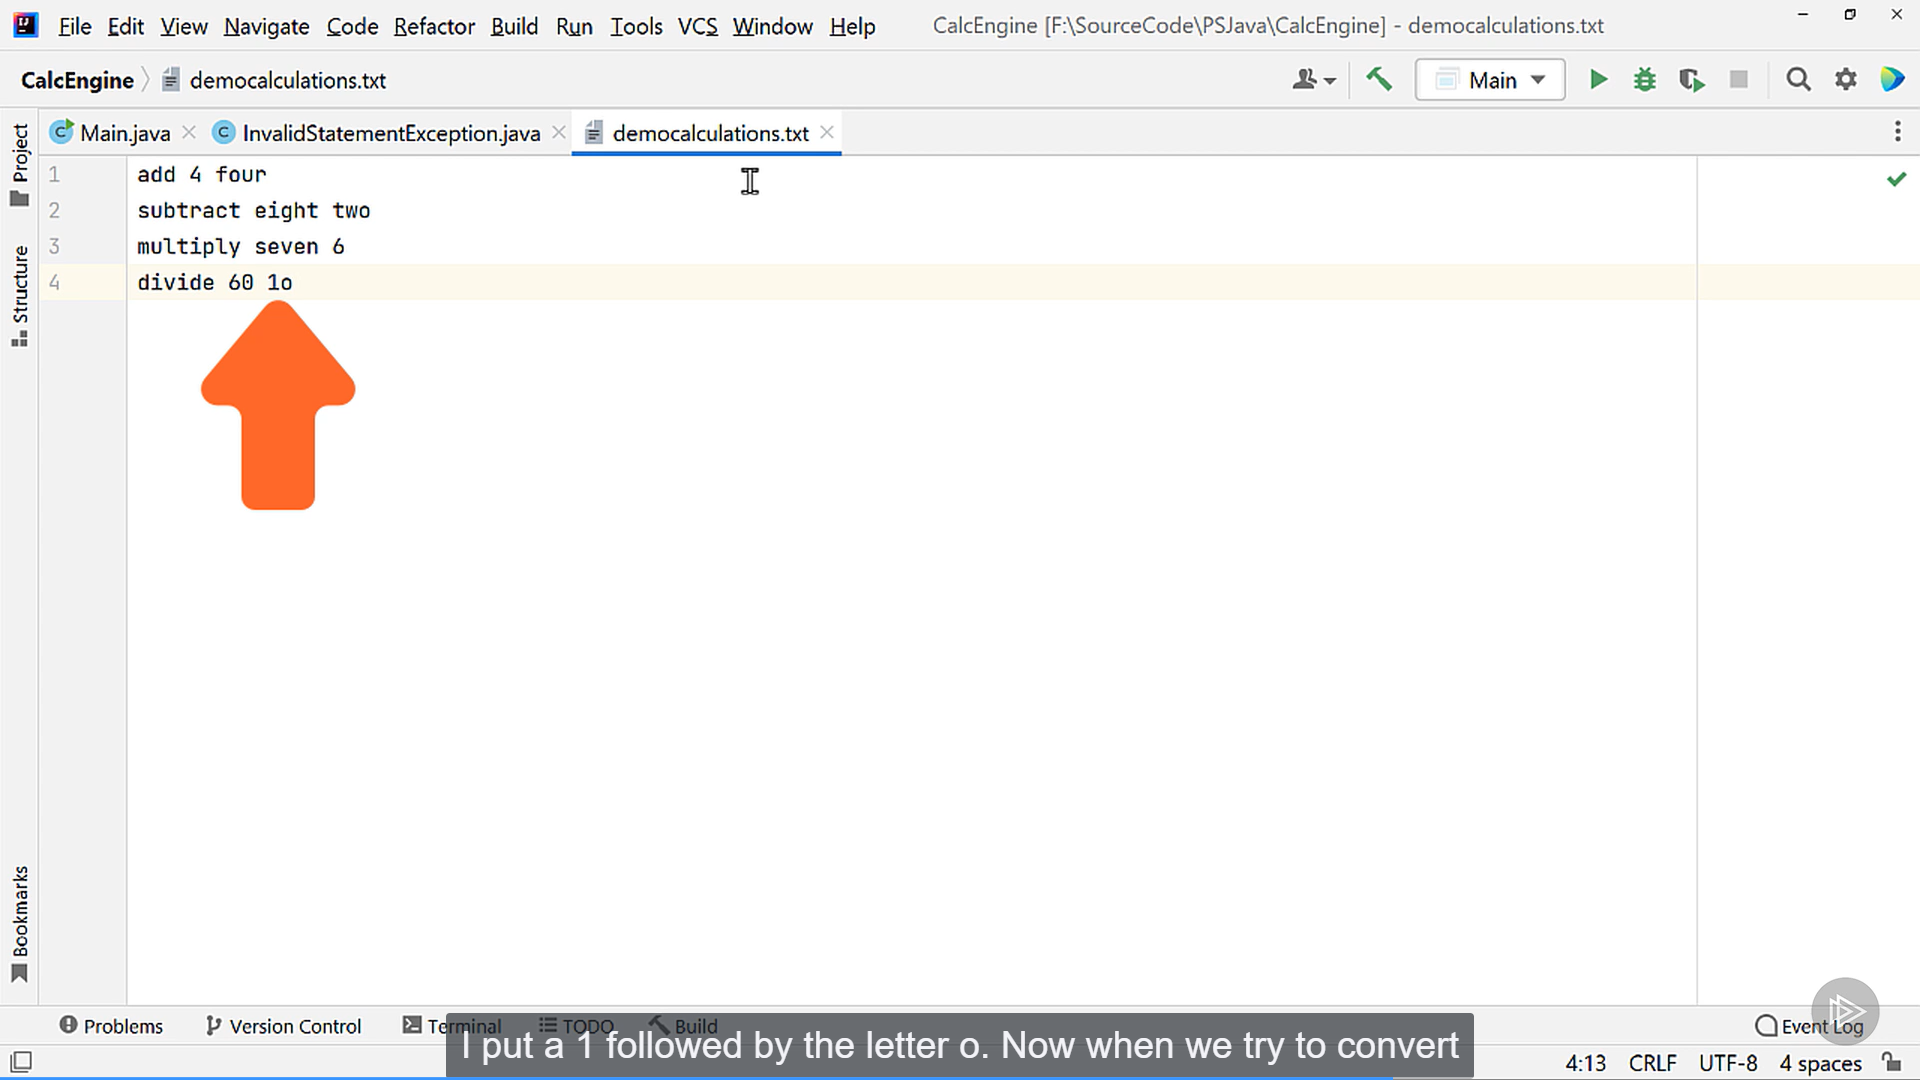 File Edit View Navigate Code Refactor Build Run Tools VCS Window Help CalcEngine [F:\SourceCode\PSJava\CalcEngine] - democalculations.txt
CalcEngine democalculations.txt Main
Main.java InvalidStatementException.java democalculations.txt
Project
Structure
Bookmarks
1 add 4 four
2 subtract eight two
3 multiply seven 6
4 divide 60 1o
Problems Version Control Terminal TODO Build Event Log
I put a 1 followed by the letter o. Now when we try to convert
4:13 CRLF UTF-8 4 spaces